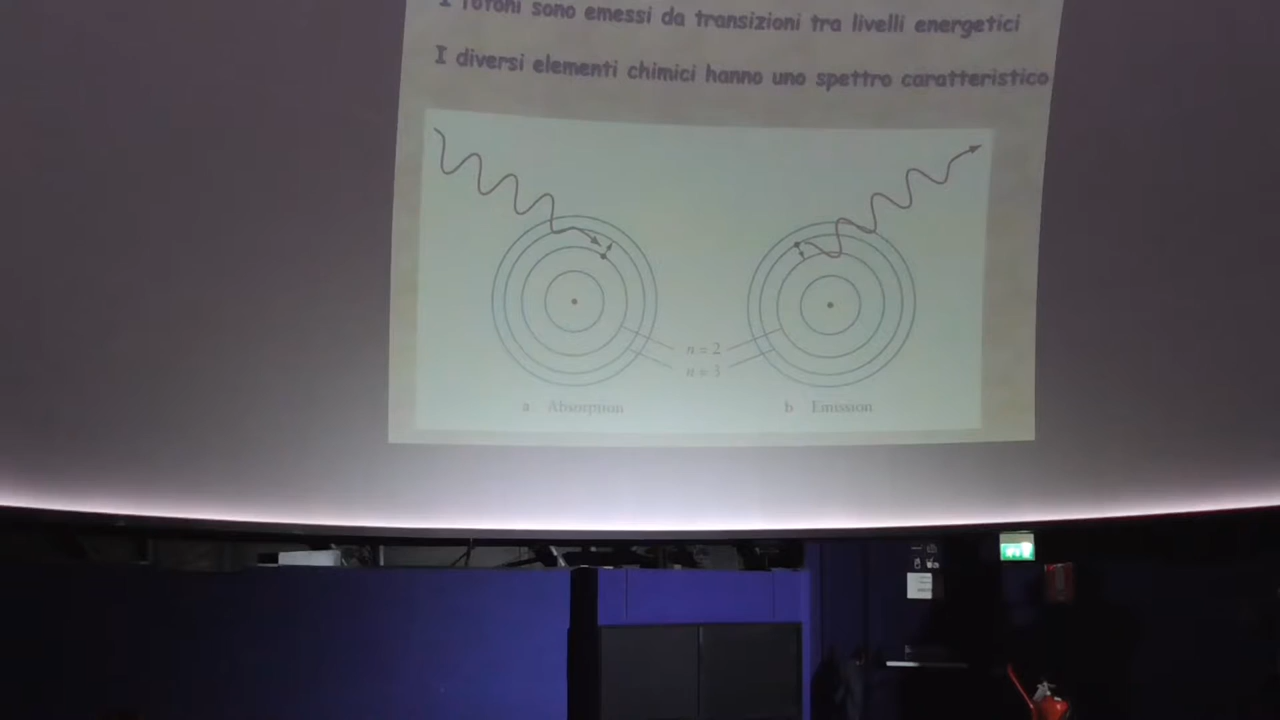 I fotoni sono emessi da transizioni tra livelli energetici
I diversi elementi chimici hanno uno spettro caratteristico
n = 2
n = 3
a Absorption
b Emission